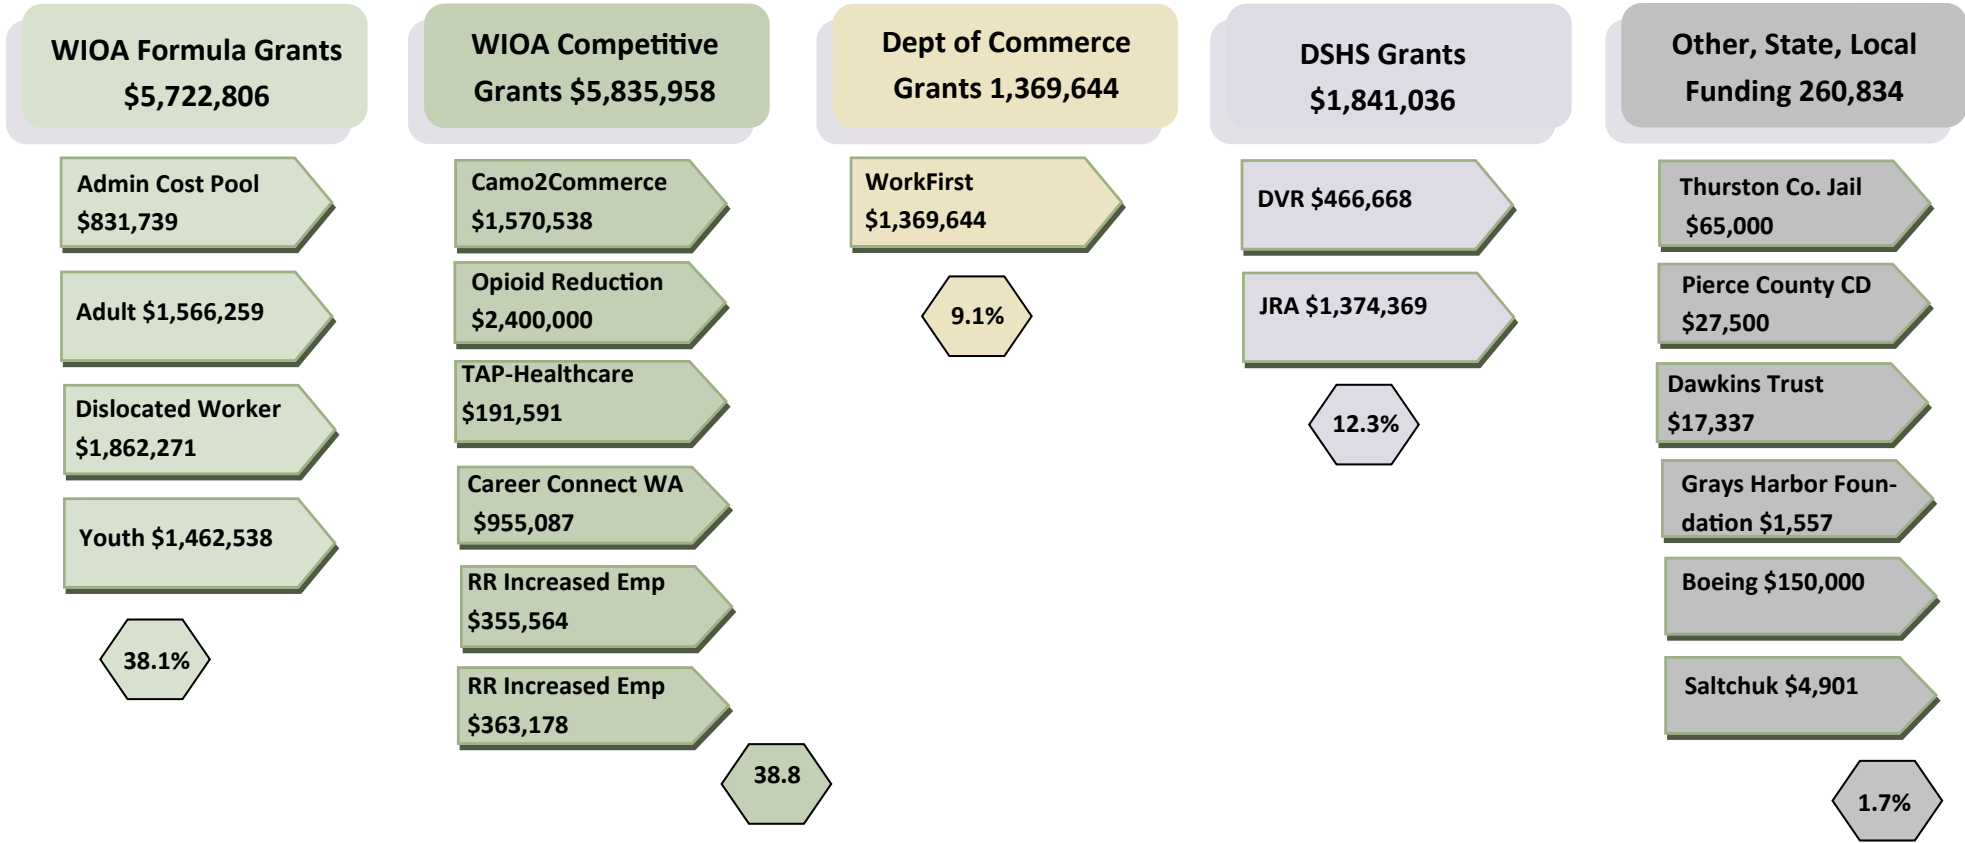 WIOA Formula Grants
$5,722,806
Admin Cost Pool
$831,739
Adult $1,566,259
Dislocated Worker
$1,862,271
Youth $1,462,538
38.1%
WIOA Competitive
Grants $5,835,958
Camo2Commerce
$1,570,538
Opioid Reduction
$2,400,000
TAP-Healthcare
$191,591
Career Connect WA
$955,087
RR Increased Emp
$355,564
RR Increased Emp
$363,178
38.8
Dept of Commerce
Grants 1,369,644
WorkFirst
$1,369,644
9.1%
DSHS Grants
$1,841,036
DVR $466,668
JRA $1,374,369
12.3%
Other, State, Local
Funding 260,834
Thurston Co. Jail
$65,000
Pierce County CD
$27,500
Dawkins Trust
$17,337
Grays Harbor Foun-
dation $1,557
Boeing $150,000
Saltchuk $4,901
1.7%